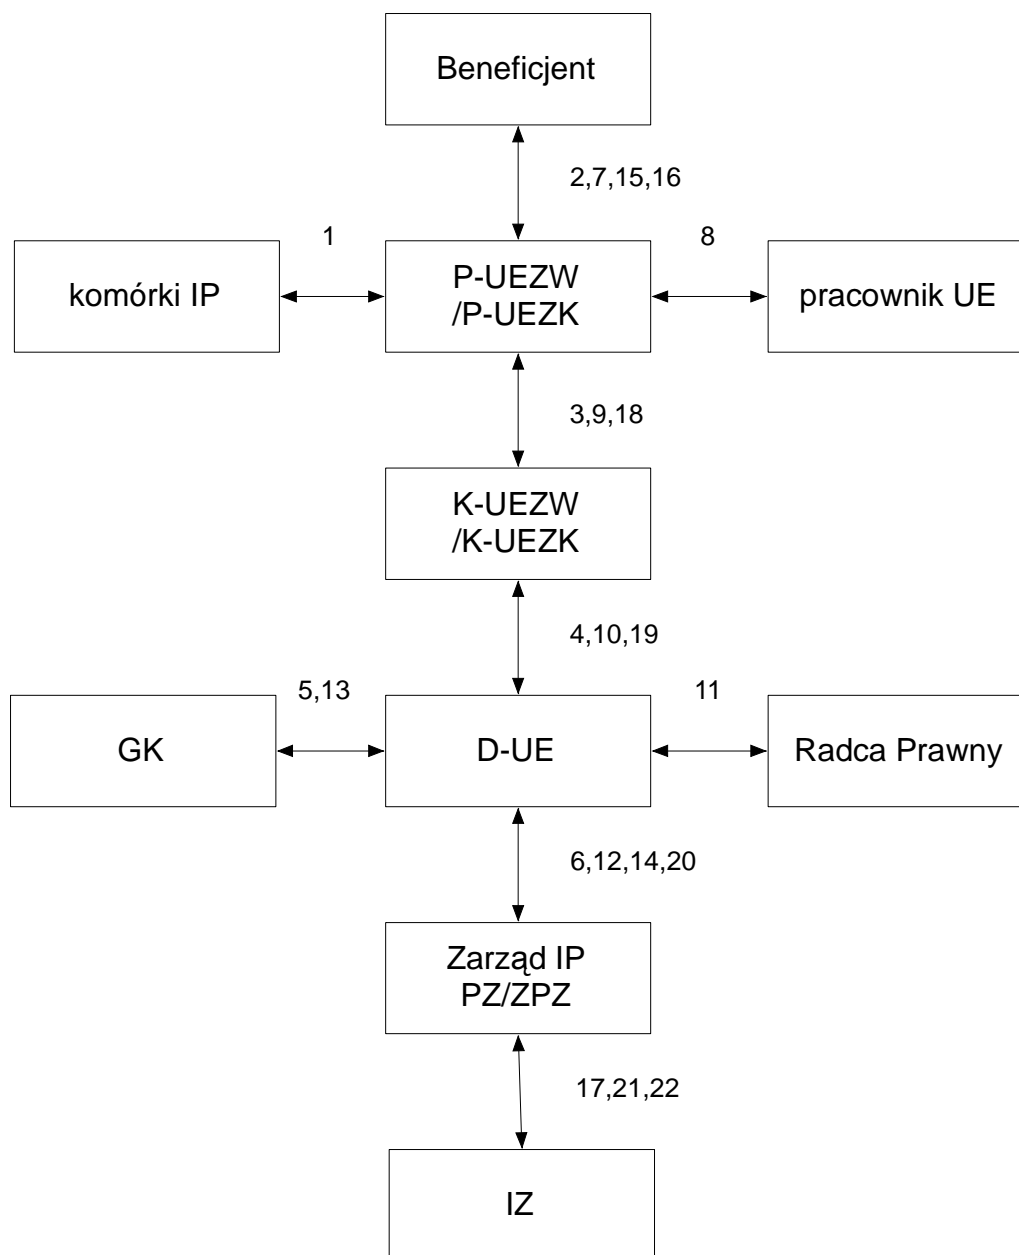 Beneficjent
2,7,15,16
1
8
komórki IP
P-UEZW
/P-UEZK
pracownik UE
3,9,18
K-UEZW
/K-UEZK
4,10,19
5,13
11
GK
D-UE
Radca Prawny
6,12,14,20
Zarząd IP
PZ/ZPZ
17,21,22
IZ